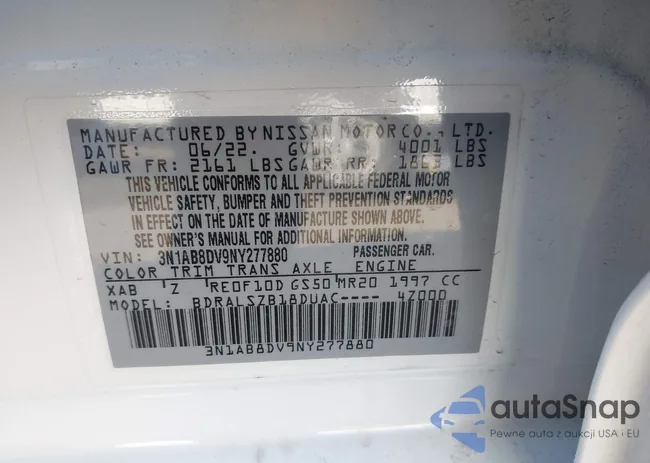 MANUFACTURED BY NISSAN MOTOR CO., LTD.
DATE: 06/22. GVWR: 4001 LBS
GAWR FR: 2161 LBS GAWR RR: 1863 LBS
THIS VEHICLE CONFORMS TO ALL APPLICABLE FEDERAL MOTOR
VEHICLE SAFETY, BUMPER AND THEFT PREVENTION STANDARDS
IN EFFECT ON THE DATE OF MANUFACTURE SHOWN ABOVE.
SEE OWNER'S MANUAL FOR ADDITIONAL INFORMATION
VIN: 3N1AB8DV9NY277880 PASSENGER CAR.
COLOR TRIM TRANS AXLE ENGINE
XAB Z RE0F10D GS50 MR20 1997 CC
MODEL: BDRALSZB18DUAC---- 4Z000
3N1AB8DV9NY277880
autaSnap
Pewne auta z aukcji USA i EU